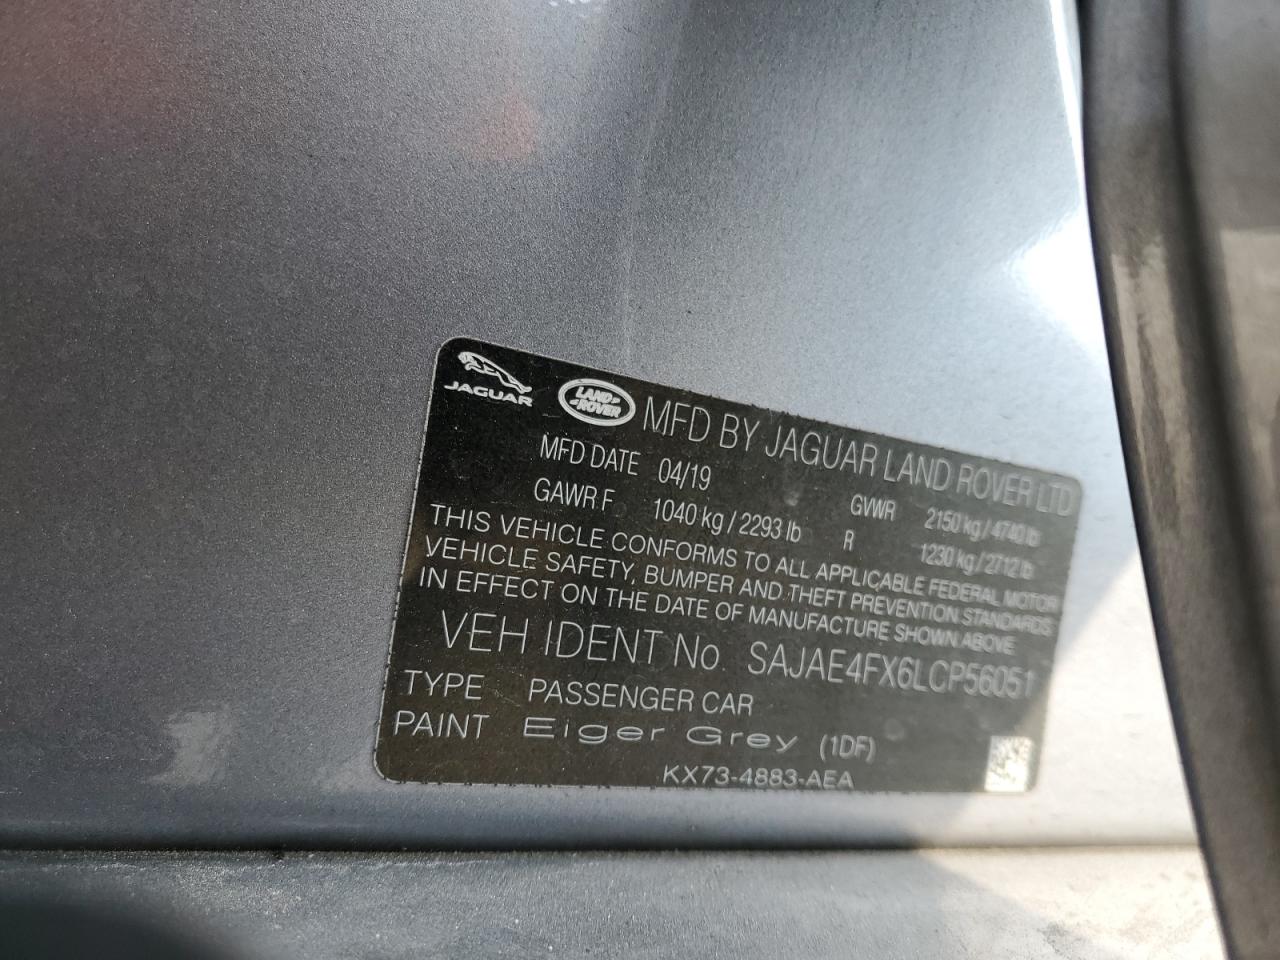 JAGUAR LAND ROVER MFD BY JAGUAR LAND ROVER LTD
MFD DATE 04/19 GVWR 2150 kg / 4740 lb
GAWR F 1040 kg / 2293 lb R 1230 kg / 2712 lb
THIS VEHICLE CONFORMS TO ALL APPLICABLE FEDERAL MOTOR
VEHICLE SAFETY, BUMPER AND THEFT PREVENTION STANDARDS
IN EFFECT ON THE DATE OF MANUFACTURE SHOWN ABOVE
VEH IDENT No. SAJAE4FX6LCP56051
TYPE PASSENGER CAR
PAINT Eiger Grey (1DF)
KX73-4883-AEA